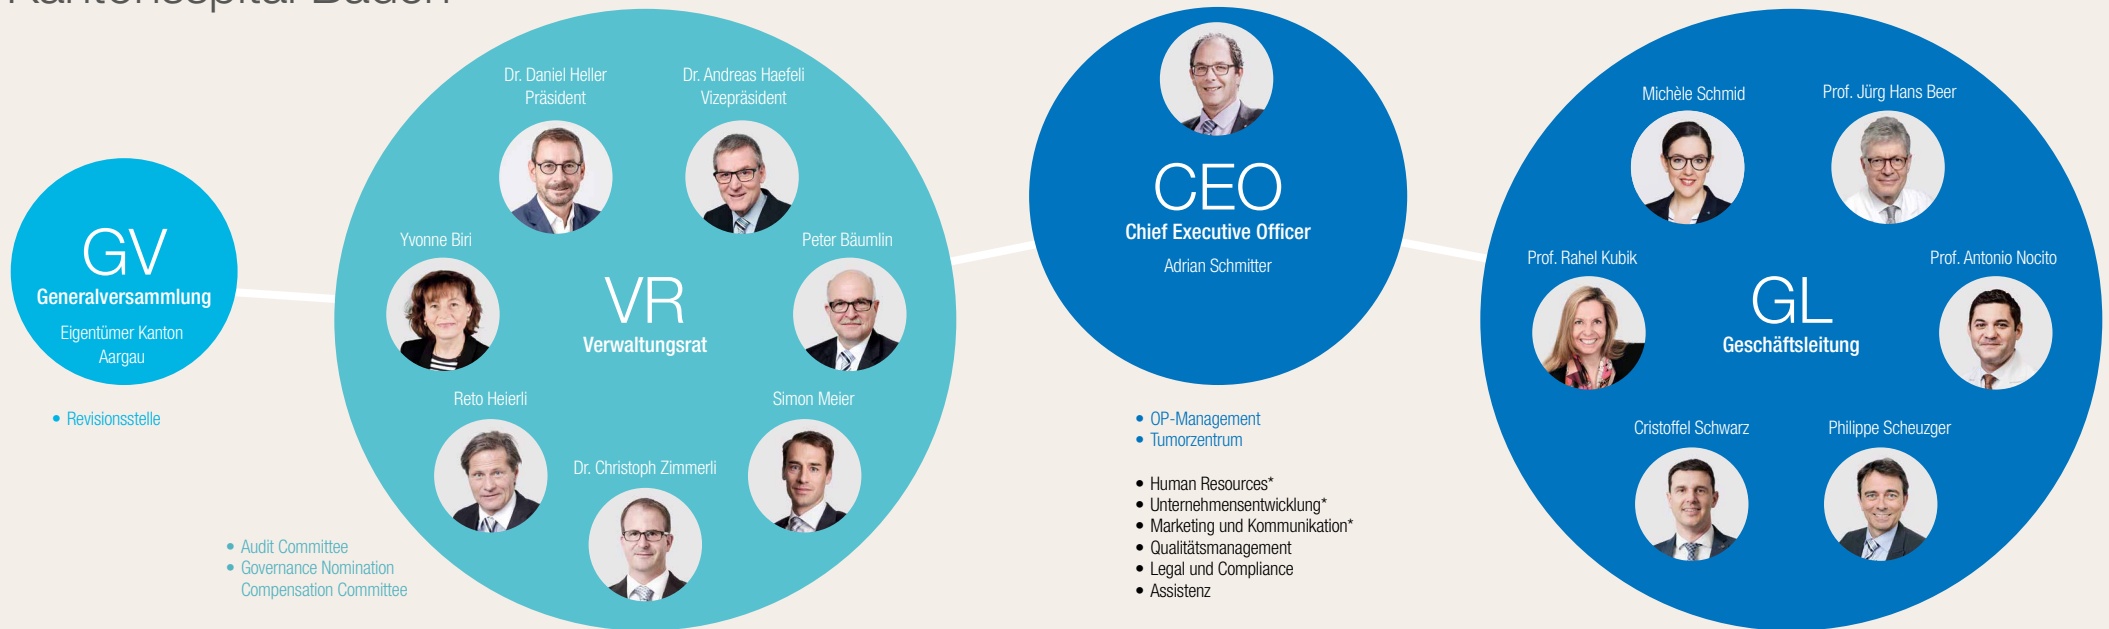 Kantonsspital Baden
GV
Generalversammlung
Eigentümer Kanton
Aargau
• Revisionsstelle
Dr. Daniel Heller
Präsident
Dr. Andreas Haefeli
Vizepräsident
Yvonne Biri
Peter Bäumlin
VR
Verwaltungsrat
Reto Heierli
Simon Meier
Dr. Christoph Zimmerli
• Audit Committee
• Governance Nomination
Compensation Committee
CEO
Chief Executive Officer
Adrian Schmitter
• OP-Management
• Tumorzentrum
• Human Resources*
• Unternehmensentwicklung*
• Marketing und Kommunikation*
• Qualitätsmanagement
• Legal und Compliance
• Assistenz
Michèle Schmid
Prof. Jürg Hans Beer
Prof. Rahel Kubik
Prof. Antonio Nocito
GL
Geschäftsleitung
Cristoffel Schwarz
Philippe Scheuzger